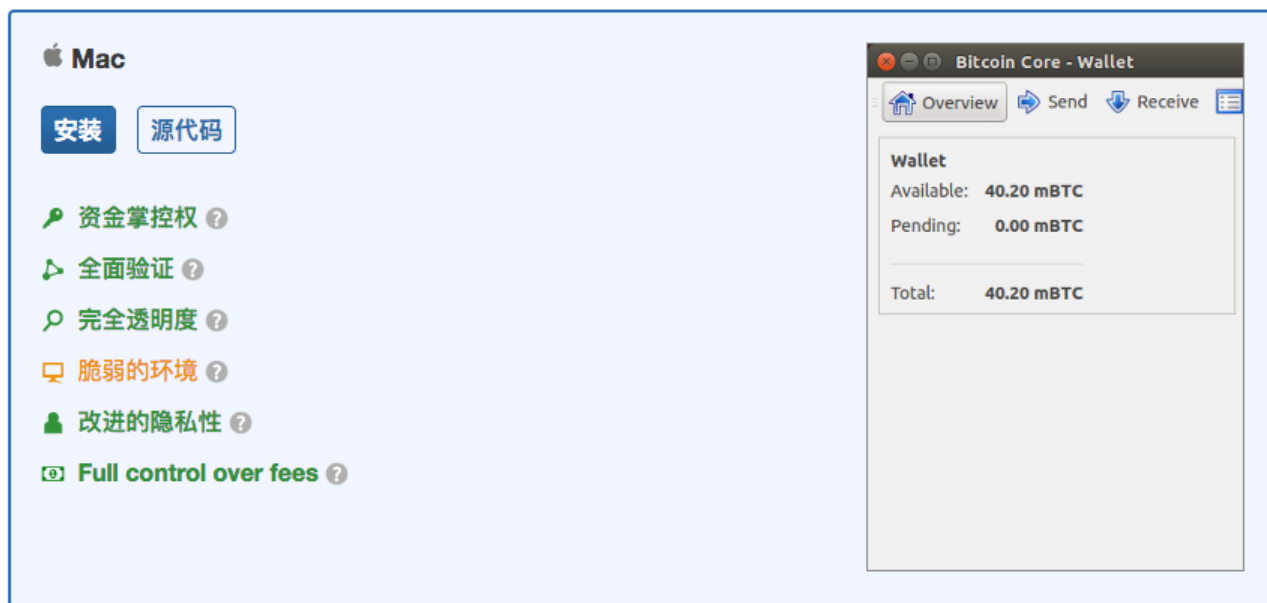 Mac
安装 源代码
资金掌控权 ?
全面验证 ?
完全透明度 ?
脆弱的环境 ?
改进的隐私性 ?
Full control over fees ?
Bitcoin Core - Wallet
Overview Send Receive
Wallet
Available: 40.20 mBTC
Pending: 0.00 mBTC
Total: 40.20 mBTC